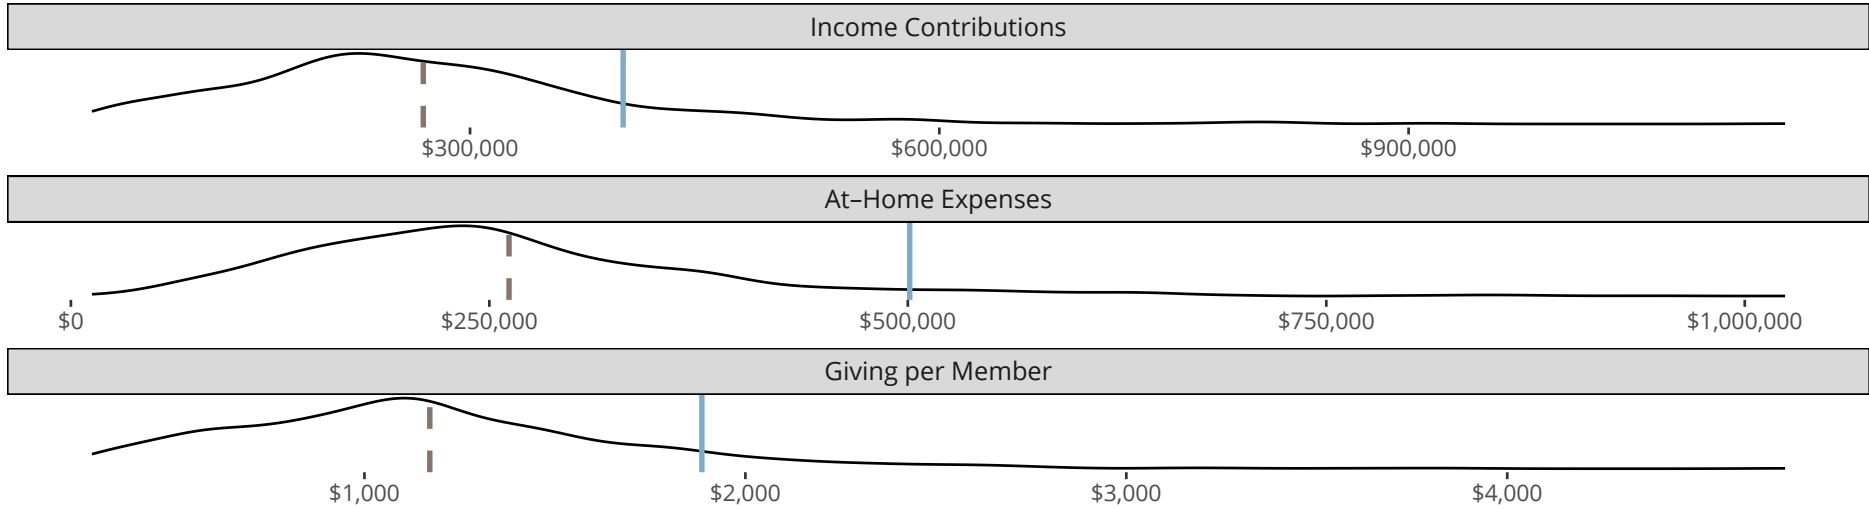 Income Contributions
$300,000 $600,000 $900,000
At–Home Expenses
$0 $250,000 $500,000 $750,000 $1,000,000
Giving per Member
$1,000 $2,000 $3,000 $4,000